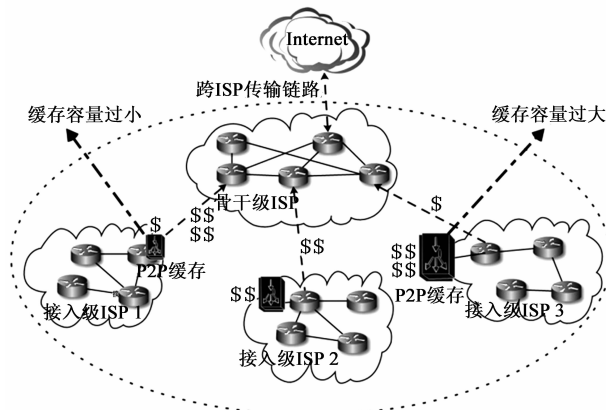 Internet
跨ISP传输链路
缓存容量过小
缓存容量过大
$
$$
$$
骨干级ISP
$
$$
$$
$$
P2P缓存
P2P缓存
$$
接入级ISP 1
接入级ISP 2
接入级ISP 3